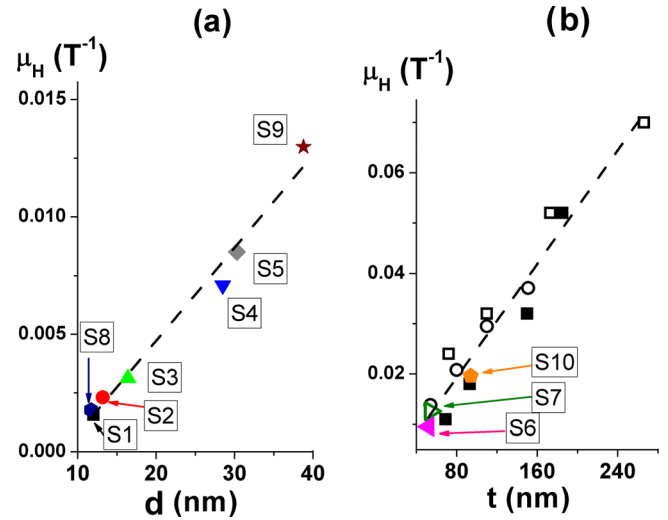 (a)
μH (T-1)
0.015
0.010
0.005
0.000
10
20
30
40
d (nm)
S9
S5
S4
S8
S3
S2
S1
(b)
μH (T-1)
0.06
0.04
0.02
80
160
240
t (nm)
S10
S7
S6